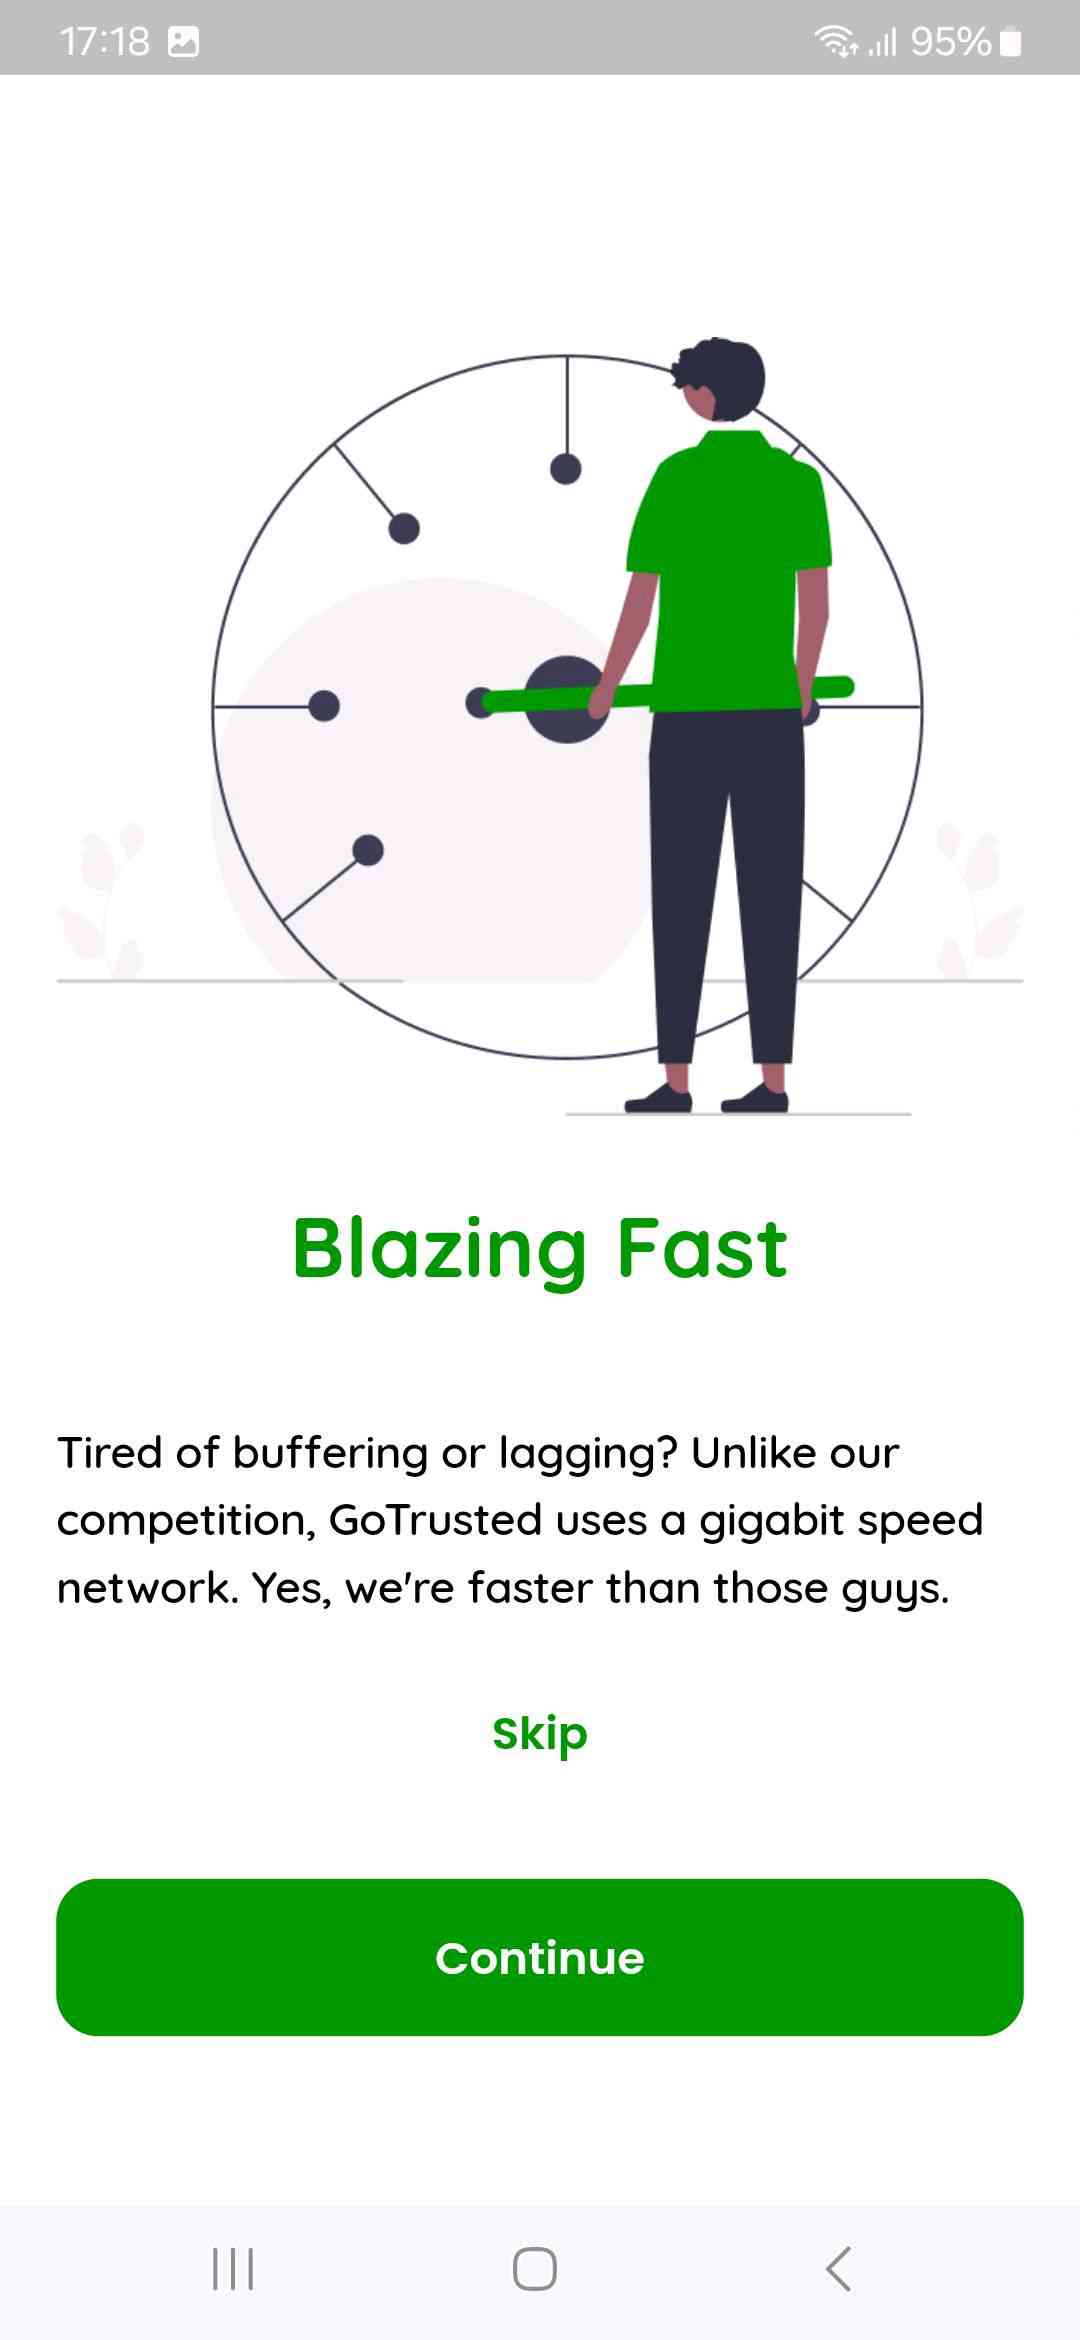 17:18 95%
Blazing Fast
Tired of buffering or lagging? Unlike our
competition, GoTrusted uses a gigabit speed
network. Yes, we're faster than those guys.
Skip
Continue